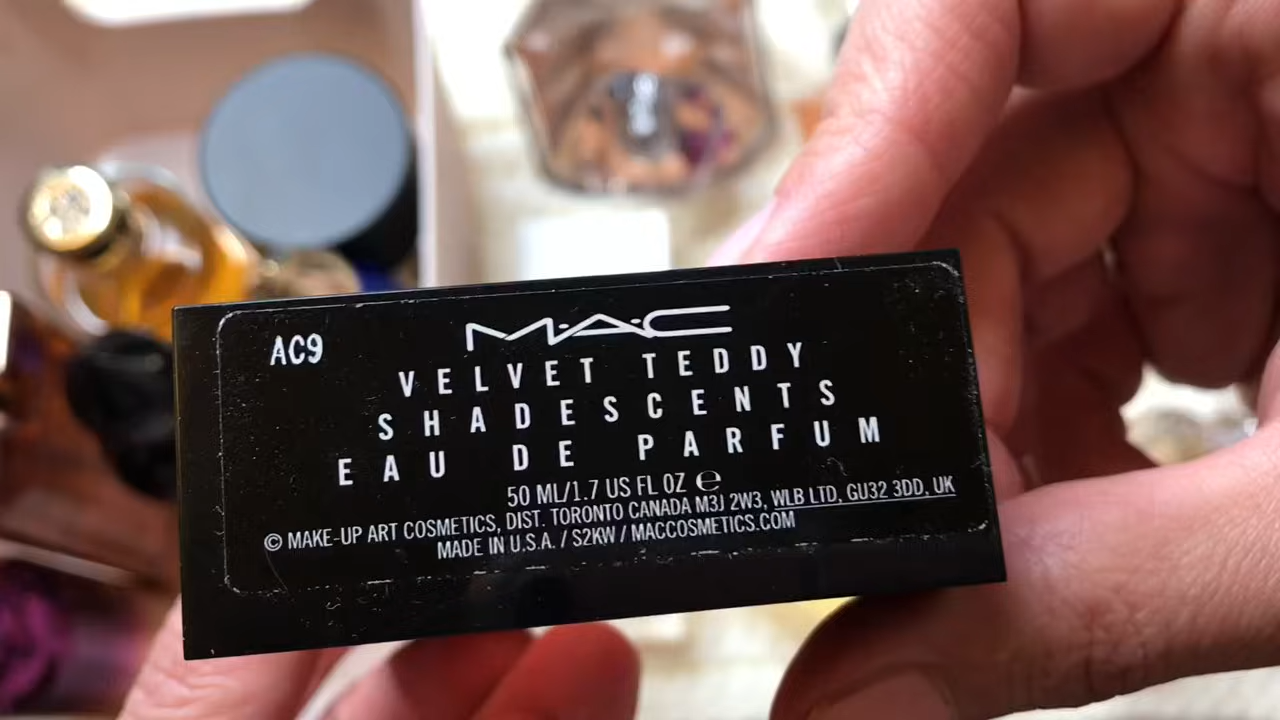 AC9
M·A·C
VELVET TEDDY
SHADESCENTS
EAU DE PARFUM
50 ML/1.7 US FL OZ ℮
© MAKE-UP ART COSMETICS, DIST. TORONTO CANADA M3J 2W3, WLB LTD, GU32 3DD, UK
MADE IN U.S.A. / S2KW / MACCOSMETICS.COM